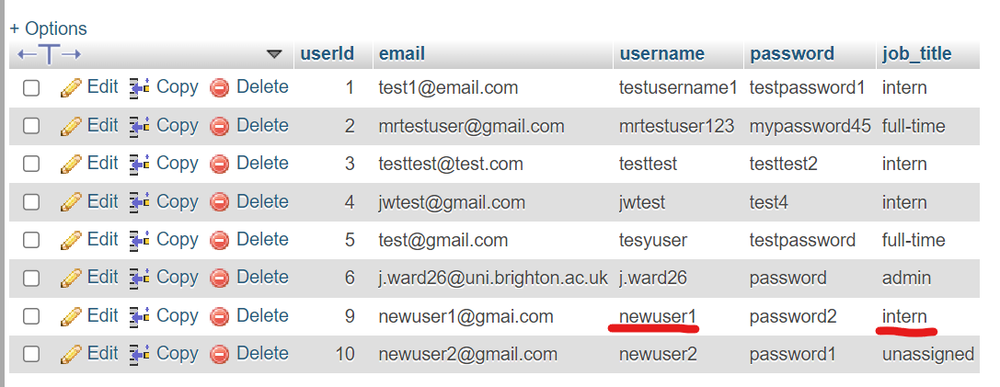 + Options
userId email username password job_title
Edit Copy Delete 1 test1@email.com testusername1 testpassword1 intern
Edit Copy Delete 2 mrtestuser@gmail.com mrtestuser123 mypassword45 full-time
Edit Copy Delete 3 testtest@test.com testtest testtest2 intern
Edit Copy Delete 4 jwtest@gmail.com jwtest test4 intern
Edit Copy Delete 5 test@gmail.com tesyuser testpassword full-time
Edit Copy Delete 6 j.ward26@uni.brighton.ac.uk j.ward26 password admin
Edit Copy Delete 9 newuser1@gmai.com newuser1 password2 intern
Edit Copy Delete 10 newuser2@gmail.com newuser2 password1 unassigned